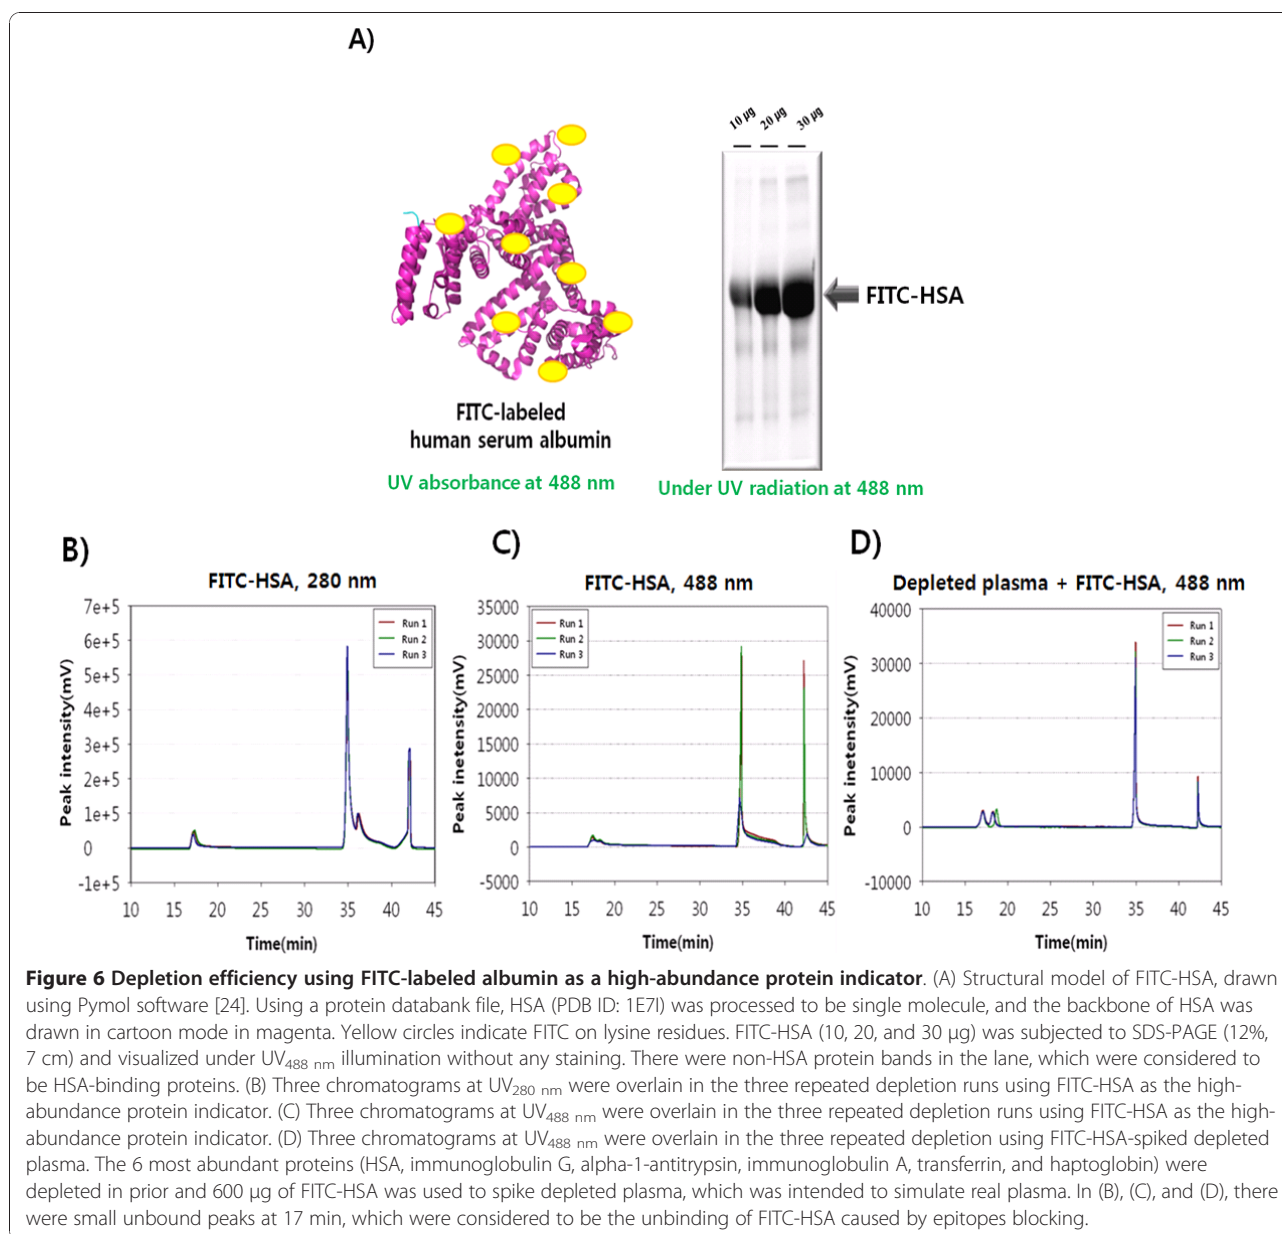 A)
10 µg 20 µg 30 µg
FITC-HSA
FITC-labeled
human serum albumin
UV absorbance at 488 nm
Under UV radiation at 488 nm
B)
FITC-HSA, 280 nm
7e+5
6e+5
5e+5
4e+5
3e+5
2e+5
1e+5
0
-1e+5
Peak intensity(mV)
Run 1
Run 2
Run 3
10 15 20 25 30 35 40 45
Time(min)
C)
FITC-HSA, 488 nm
35000
30000
25000
20000
15000
10000
5000
0
-5000
Peak inetensity(mV)
Run 1
Run 2
Run 3
10 15 20 25 30 35 40 45
Time(min)
D)
Depleted plasma + FITC-HSA, 488 nm
40000
30000
20000
10000
0
-10000
Peak inetensity(mV)
Run 1
Run 2
Run 3
10 15 20 25 30 35 40 45
Time(min)
Figure 6 Depletion efficiency using FITC-labeled albumin as a high-abundance protein indicator. (A) Structural model of FITC-HSA, drawn
using Pymol software [24]. Using a protein databank file, HSA (PDB ID: 1E7I) was processed to be single molecule, and the backbone of HSA was
drawn in cartoon mode in magenta. Yellow circles indicate FITC on lysine residues. FITC-HSA (10, 20, and 30 µg) was subjected to SDS-PAGE (12%,
7 cm) and visualized under UV488 nm illumination without any staining. There were non-HSA protein bands in the lane, which were considered to
be HSA-binding proteins. (B) Three chromatograms at UV280 nm were overlain in the three repeated depletion runs using FITC-HSA as the high-
abundance protein indicator. (C) Three chromatograms at UV488 nm were overlain in the three repeated depletion runs using FITC-HSA as the high-
abundance protein indicator. (D) Three chromatograms at UV488 nm were overlain in the three repeated depletion using FITC-HSA-spiked depleted
plasma. The 6 most abundant proteins (HSA, immunoglobulin G, alpha-1-antitrypsin, immunoglobulin A, transferrin, and haptoglobin) were
depleted in prior and 600 µg of FITC-HSA was used to spike depleted plasma, which was intended to simulate real plasma. In (B), (C), and (D), there
were small unbound peaks at 17 min, which were considered to be the unbinding of FITC-HSA caused by epitopes blocking.